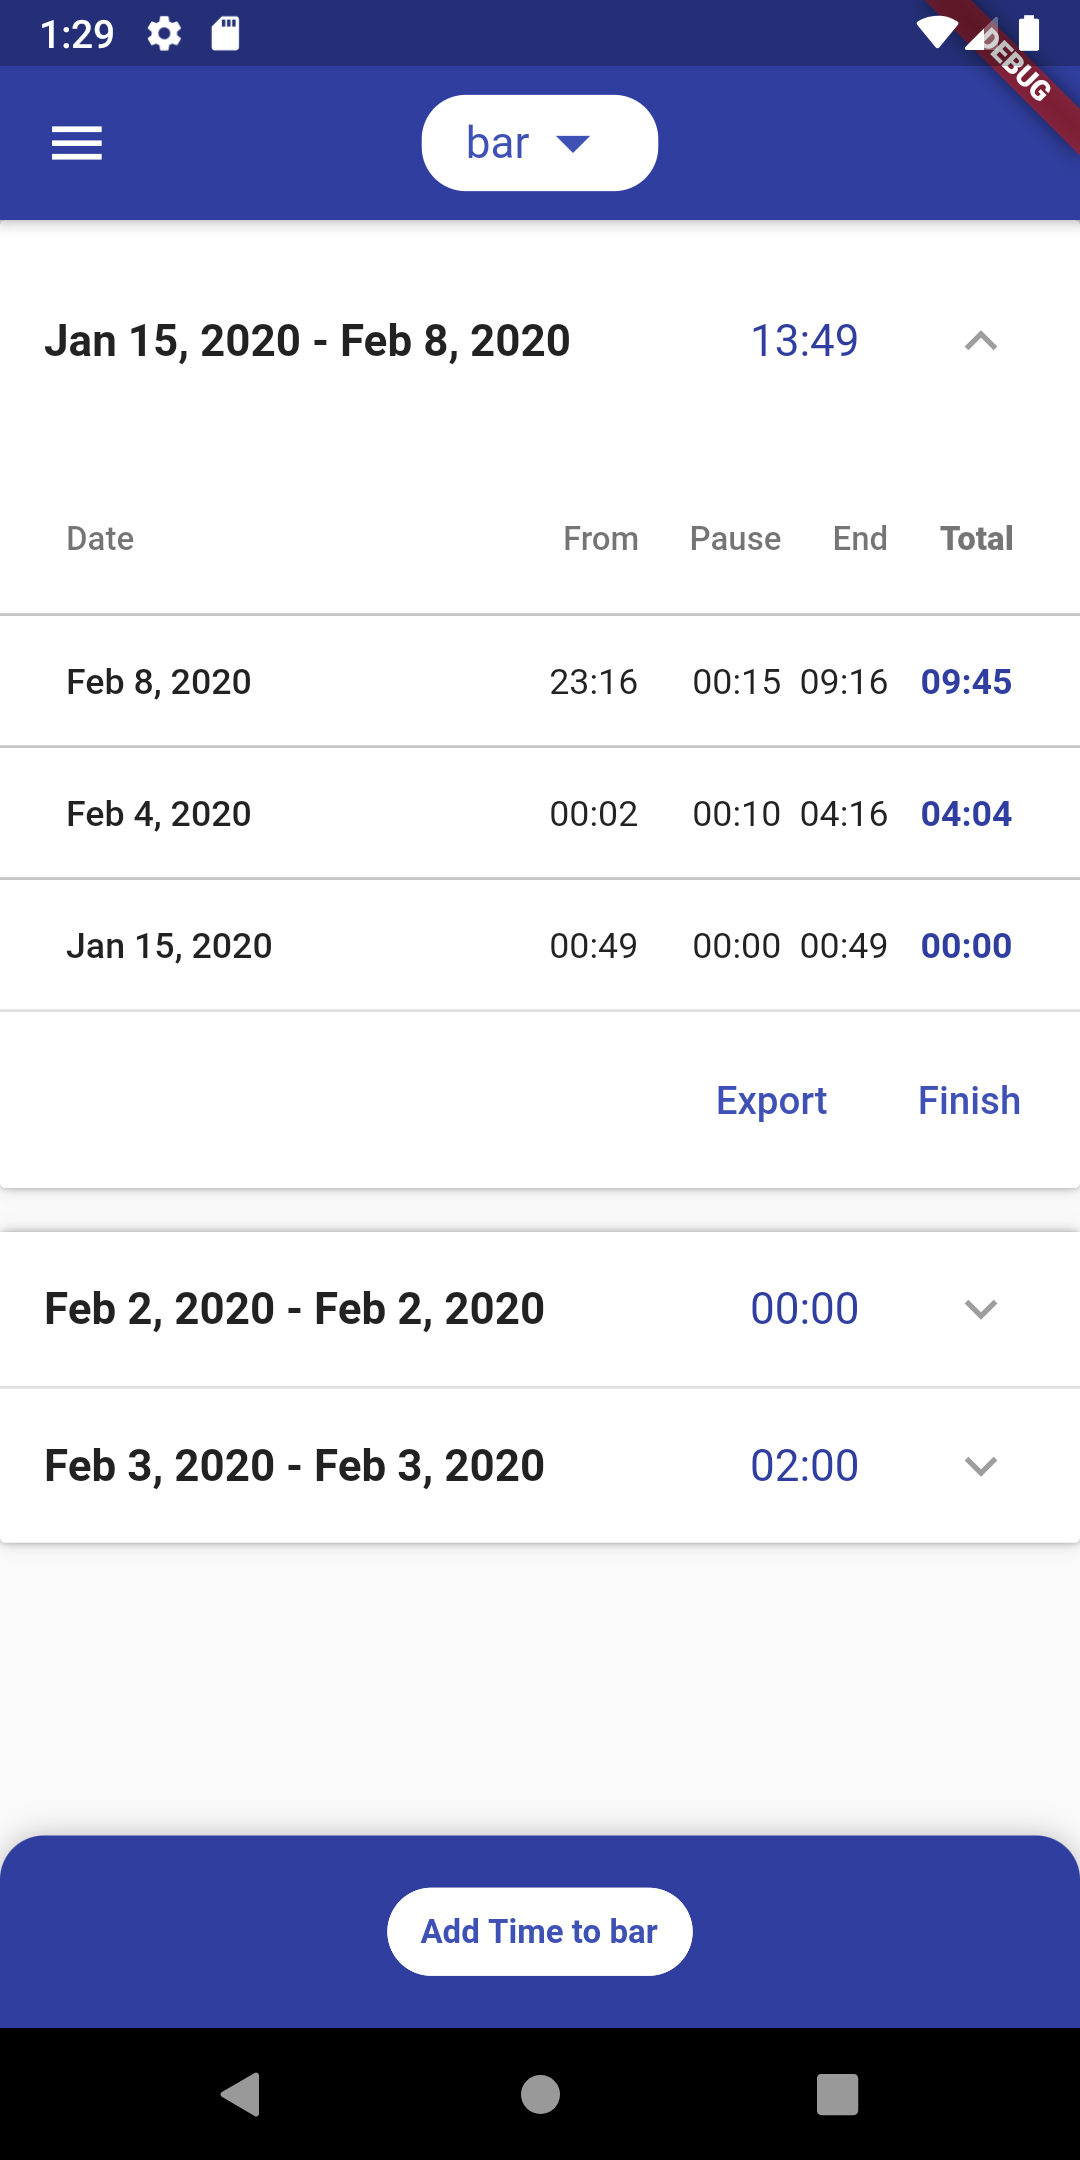 1:29
DEBUG
bar
Jan 15, 2020 - Feb 8, 2020 13:49
Date From Pause End Total
Feb 8, 2020 23:16 00:15 09:16 09:45
Feb 4, 2020 00:02 00:10 04:16 04:04
Jan 15, 2020 00:49 00:00 00:49 00:00
Export Finish
Feb 2, 2020 - Feb 2, 2020 00:00
Feb 3, 2020 - Feb 3, 2020 02:00
Add Time to bar